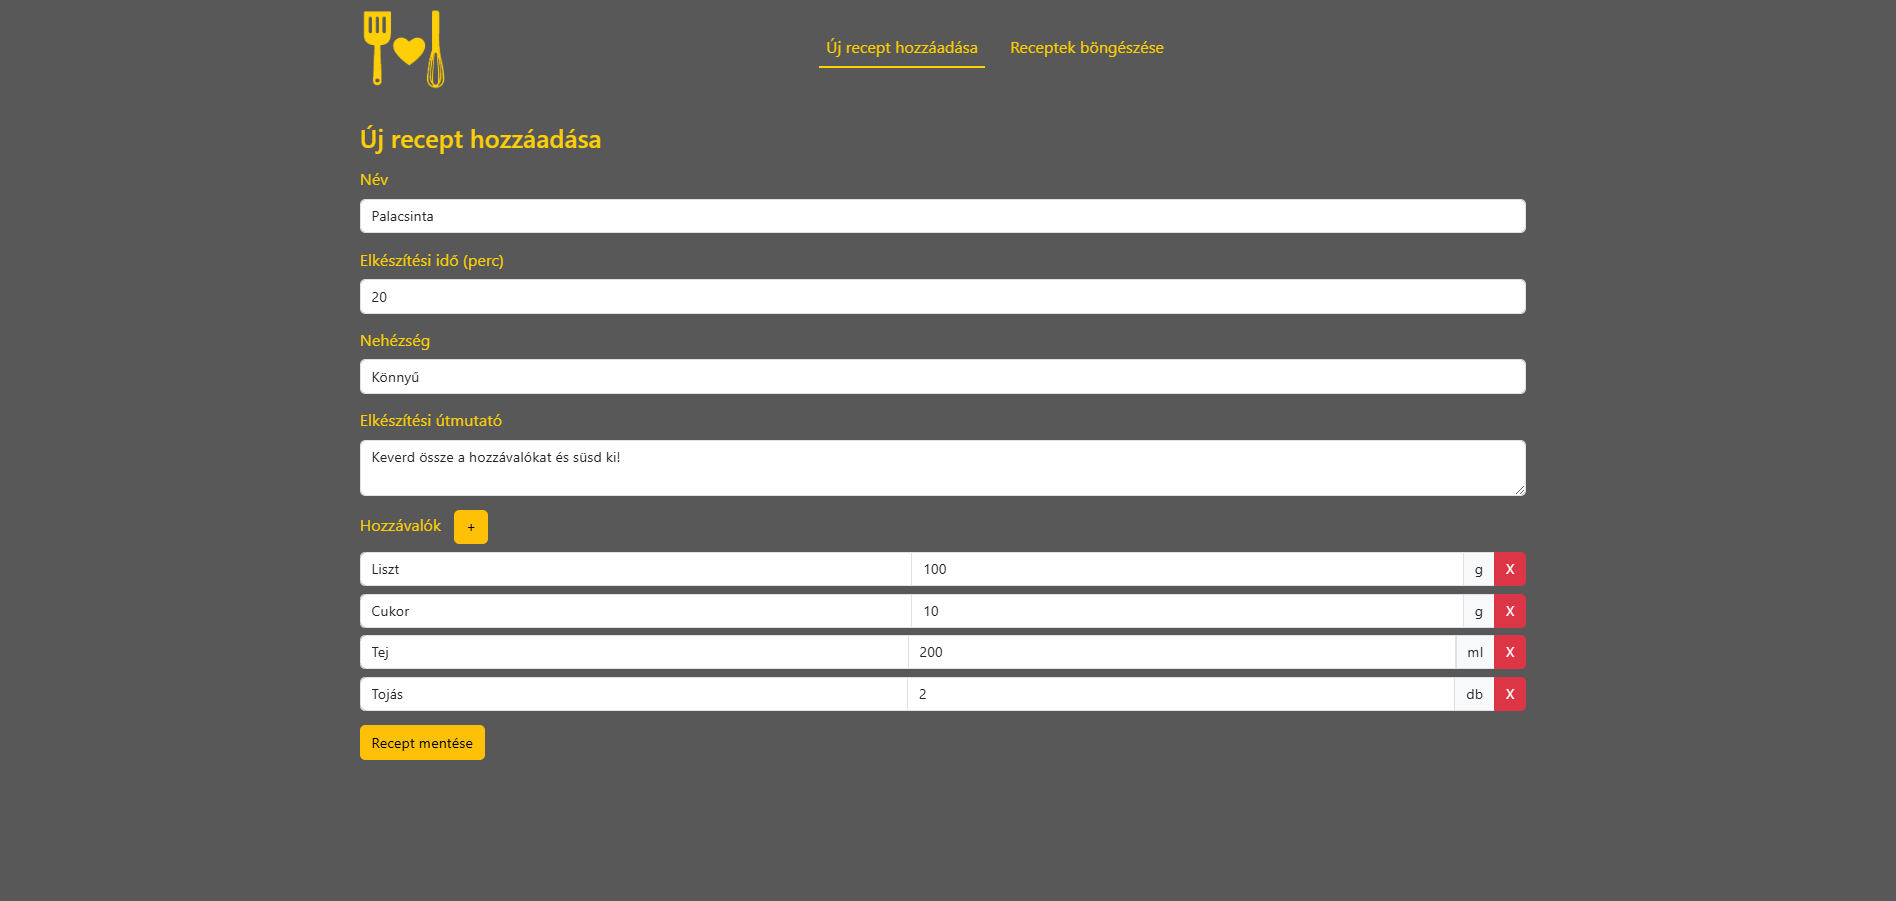 Új recept hozzáadása Receptek böngészése
Új recept hozzáadása
Név
Palacsinta
Elkészítési idő (perc)
20
Nehézség
Könnyű
Elkészítési útmutató
Keverd össze a hozzávalókat és süsd ki!
Hozzávalók +
Liszt 100 g X
Cukor 10 g X
Tej 200 ml X
Tojás 2 db X
Recept mentése